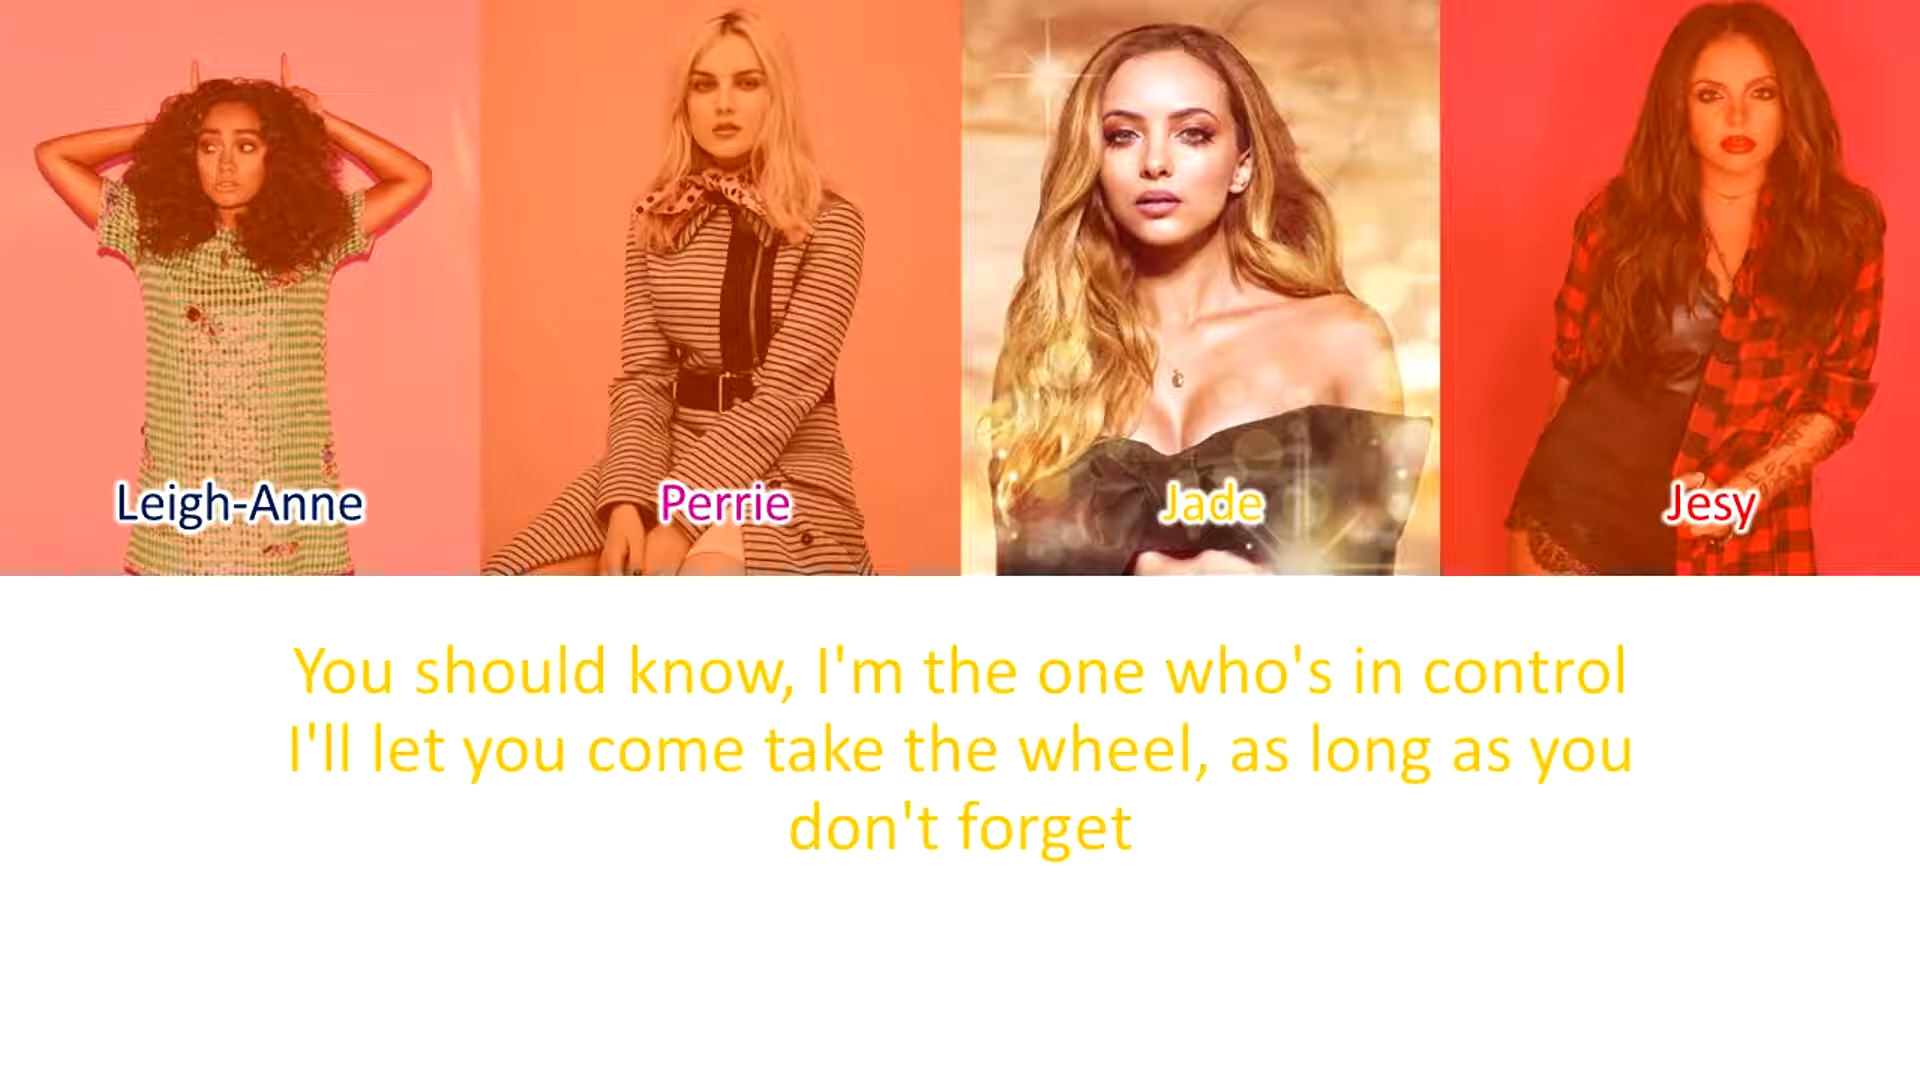 Leigh-Anne
Perrie
Jade
Jesy
You should know, I'm the one who's in control
I'll let you come take the wheel, as long as you
don't forget